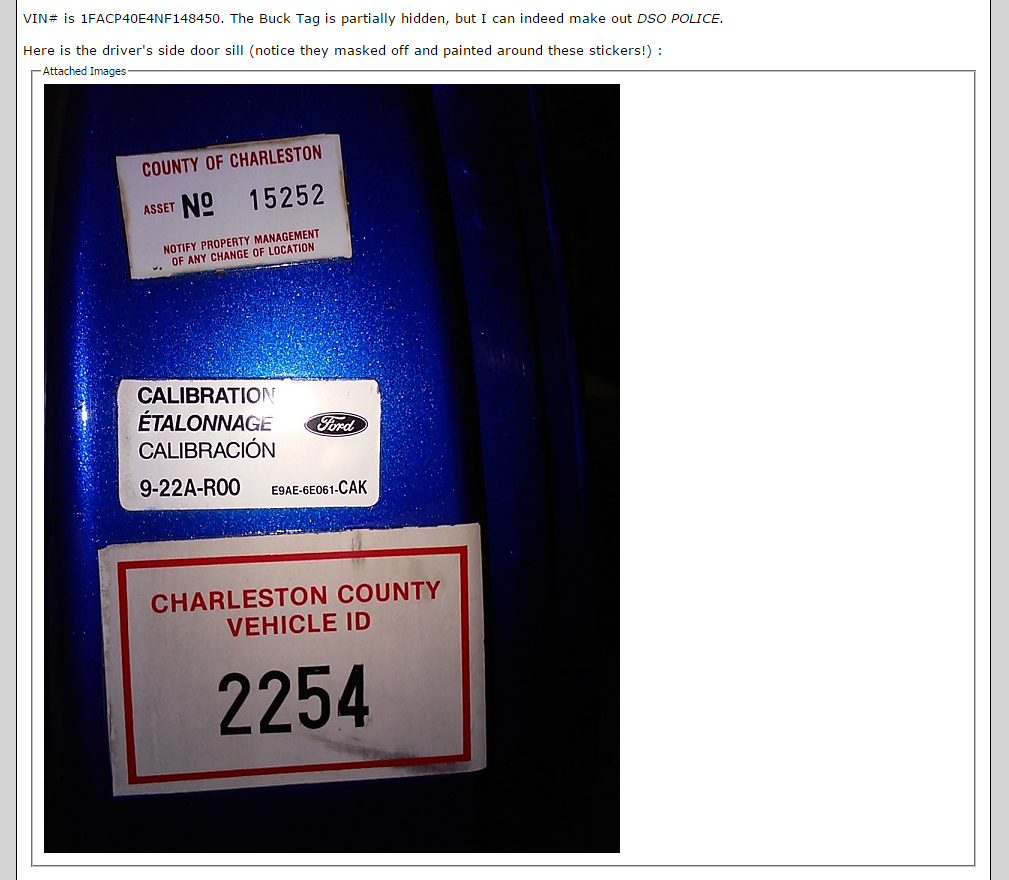 VIN# is 1FACP40E4NF148450. The Buck Tag is partially hidden, but I can indeed make out DSO POLICE.
Here is the driver's side door sill (notice they masked off and painted around these stickers!) :
Attached Images
COUNTY OF CHARLESTON
ASSET Nº 15252
NOTIFY PROPERTY MANAGEMENT
OF ANY CHANGE OF LOCATION
CALIBRATION
ÉTALONNAGE
Ford
CALIBRACIÓN
9-22A-R00 E9AE-6E061-CAK
CHARLESTON COUNTY
VEHICLE ID
2254